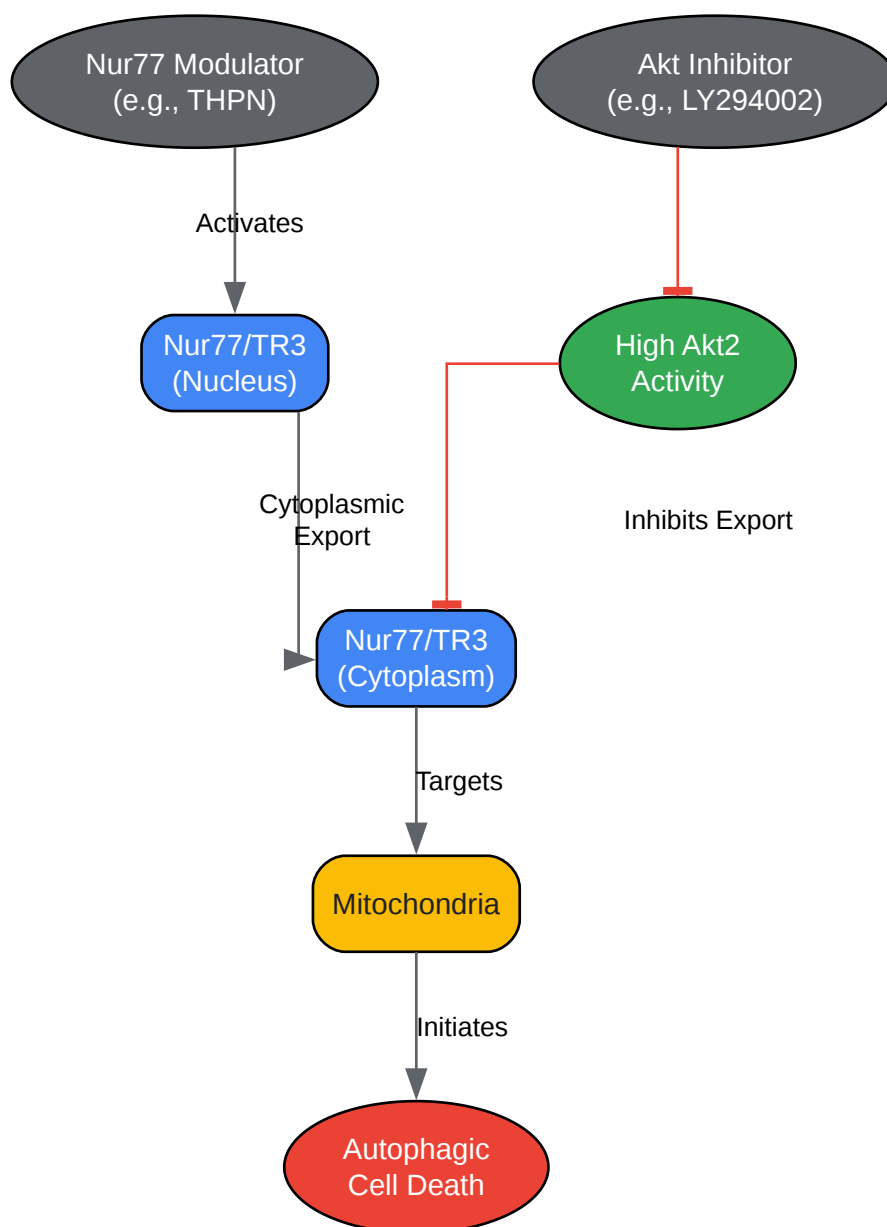 Nur77 Modulator
(e.g., THPN)
Akt Inhibitor
(e.g., LY294002)
Activates
Nur77/TR3
(Nucleus)
High Akt2
Activity
Cytoplasmic
Export
Inhibits Export
Nur77/TR3
(Cytoplasm)
Targets
Mitochondria
Initiates
Autophagic
Cell Death